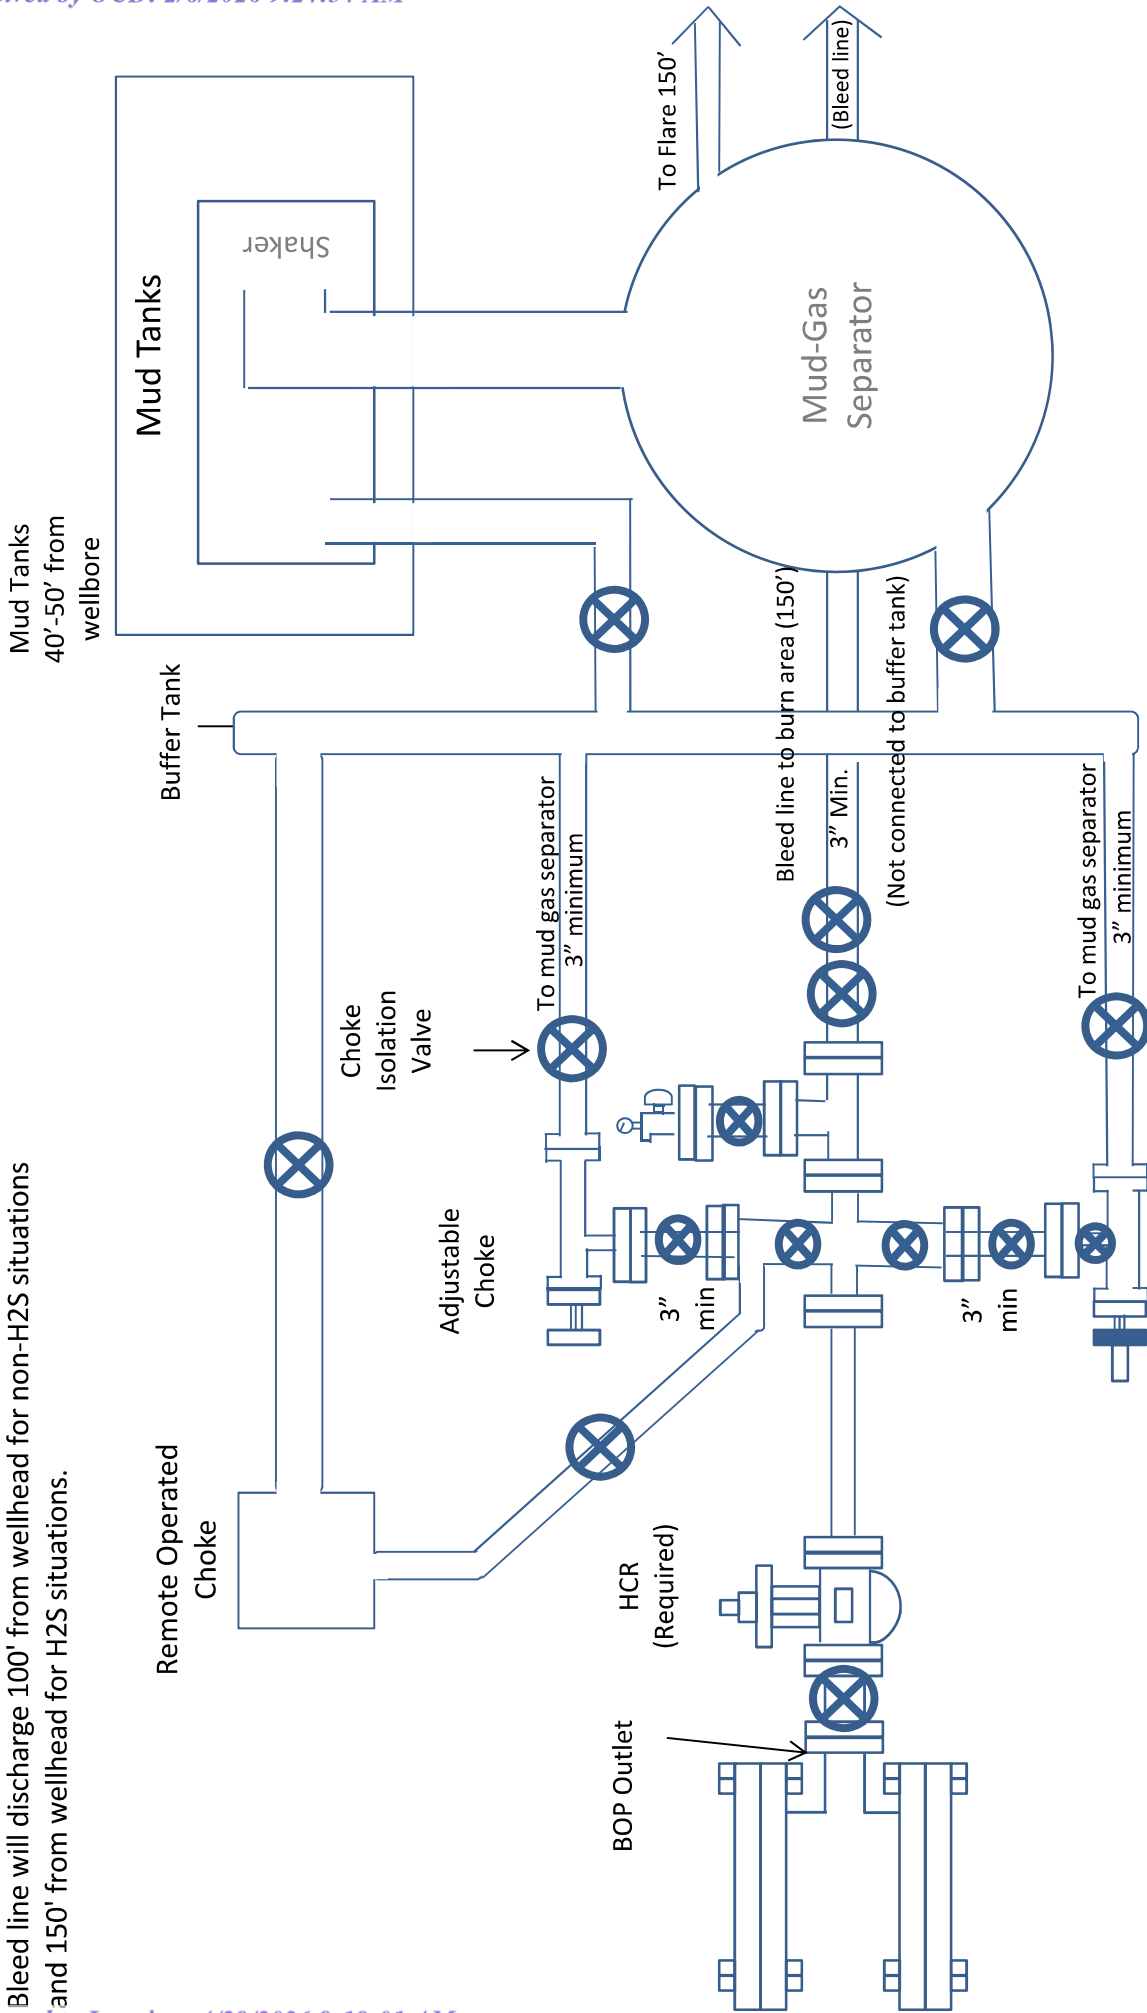 Bleed line will discharge 100' from wellhead for non-H2S situations
and 150' from wellhead for H2S situations.
Mud Tanks
40’-50’ from
wellbore
Mud Tanks
Shaker
Buffer Tank
Remote Operated
Choke
Choke
Isolation
Valve
Adjustable
Choke
To mud gas separator
3” minimum
To Flare 150’
(Bleed line)
Mud-Gas
Separator
Bleed line to burn area (150’)
3” Min.
(Not connected to buffer tank)
3”
min
3”
min
To mud gas separator
3” minimum
HCR
(Required)
BOP Outlet